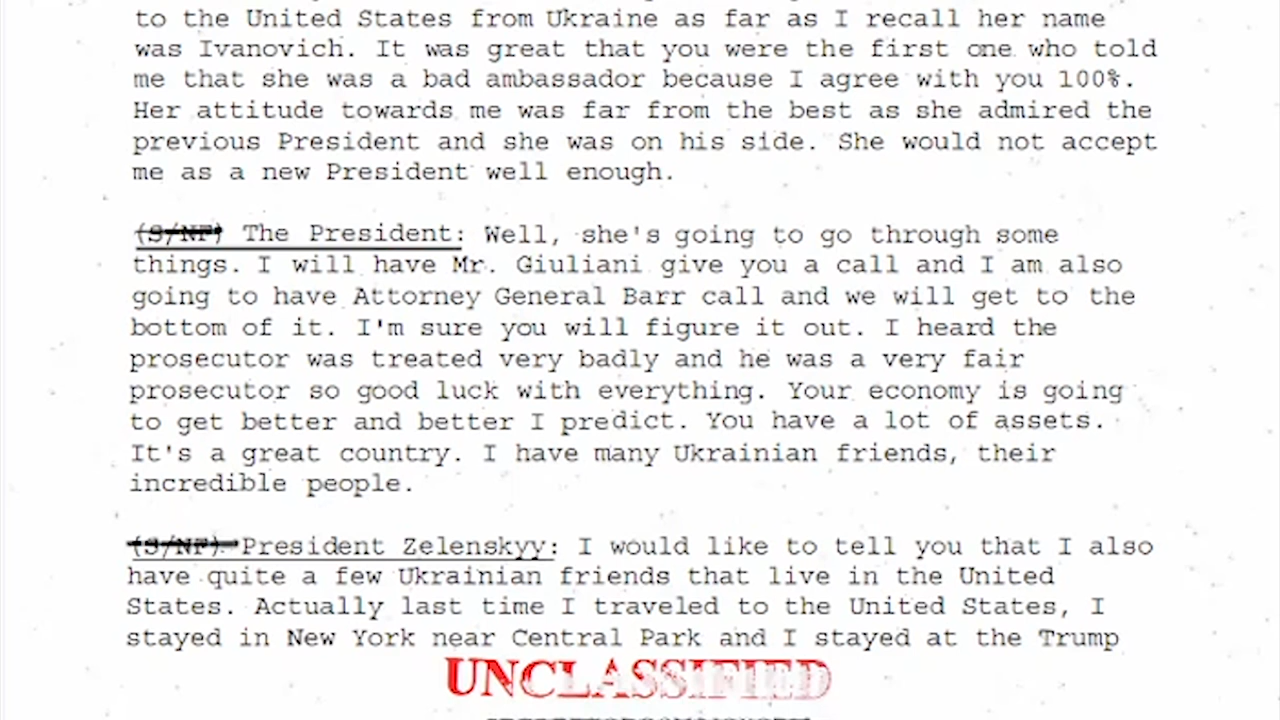 to the United States from Ukraine as far as I recall her name
was Ivanovich. It was great that you were the first one who told
me that she was a bad ambassador because I agree with you 100%.
Her attitude towards me was far from the best as she admired the
previous President and she was on his side. She would not accept
me as a new President well enough.
(S/NF) The President: Well, she's going to go through some
things. I will have Mr. Giuliani give you a call and I am also
going to have Attorney General Barr call and we will get to the
bottom of it. I'm sure you will figure it out. I heard the
prosecutor was treated very badly and he was a very fair
prosecutor so good luck with everything. Your economy is going
to get better and better I predict. You have a lot of assets.
It's a great country. I have many Ukrainian friends, their
incredible people.
(S/NF) President Zelenskyy: I would like to tell you that I also
have quite a few Ukrainian friends that live in the United
States. Actually last time I traveled to the United States, I
stayed in New York near Central Park and I stayed at the Trump
UNCLASSIFIED